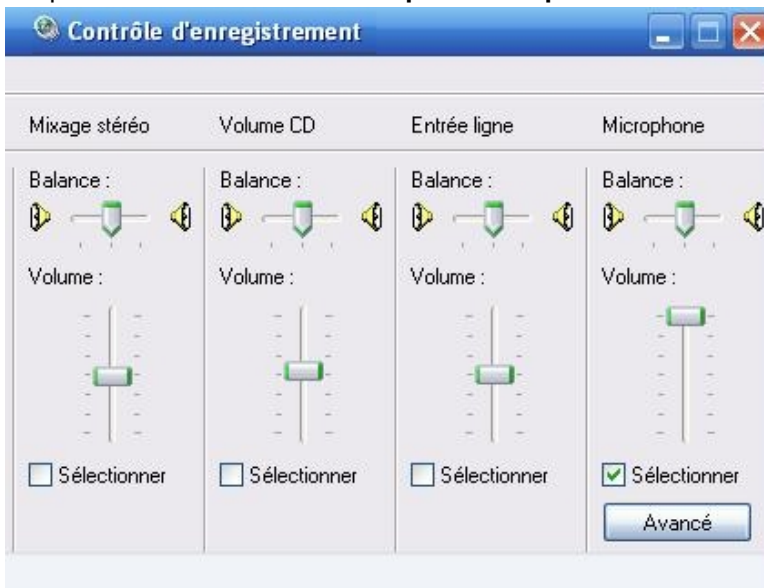 Contrôle d'enregistrement
Mixage stéréo Volume CD Entrée ligne Microphone
Balance : Balance : Balance : Balance :
Volume : Volume : Volume : Volume :
Sélectionner Sélectionner Sélectionner Sélectionner
Avancé